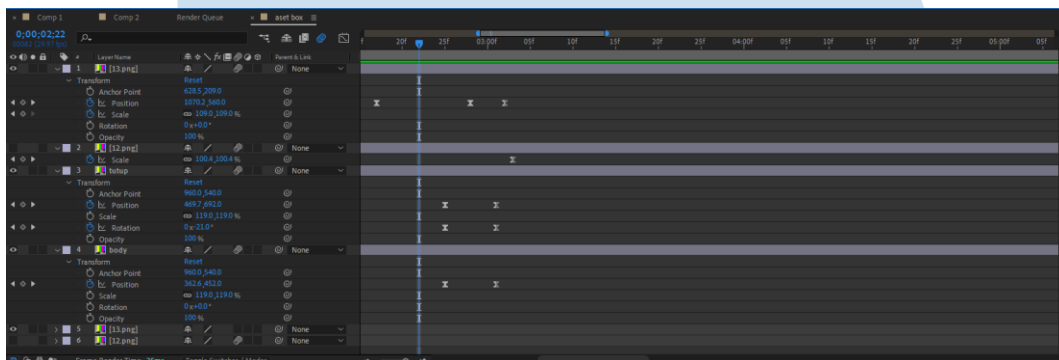 Comp 1 Comp 2 Render Queue × aset box
0;00;02;22
00082 (29.97 fps)
20f 25f 03:00f 05f 10f 15f 20f 25f 04:00f 05f 10f 15f 20f 25f 05:00f 05f
# Layer Name Parent & Link
1 [13.png] None
Transform Reset
Anchor Point 628.5,209.0
Position 1070.2,560.0
Scale 109.0,109.0 %
Rotation 0x+0.0°
Opacity 100 %
2 [12.png] None
Scale 100.4,100.4 %
3 tutup None
Transform Reset
Anchor Point 960.0,540.0
Position 469.7,692.0
Scale 119.0,119.0 %
Rotation 0x-21.0°
Opacity 100 %
4 body None
Transform Reset
Anchor Point 960.0,540.0
Position 362.6,452.0
Scale 119.0,119.0 %
Rotation 0x+0.0°
Opacity 100 %
5 [13.png] None
6 [12.png] None
Frame Render Time 26ms Toggle Switches / Modes